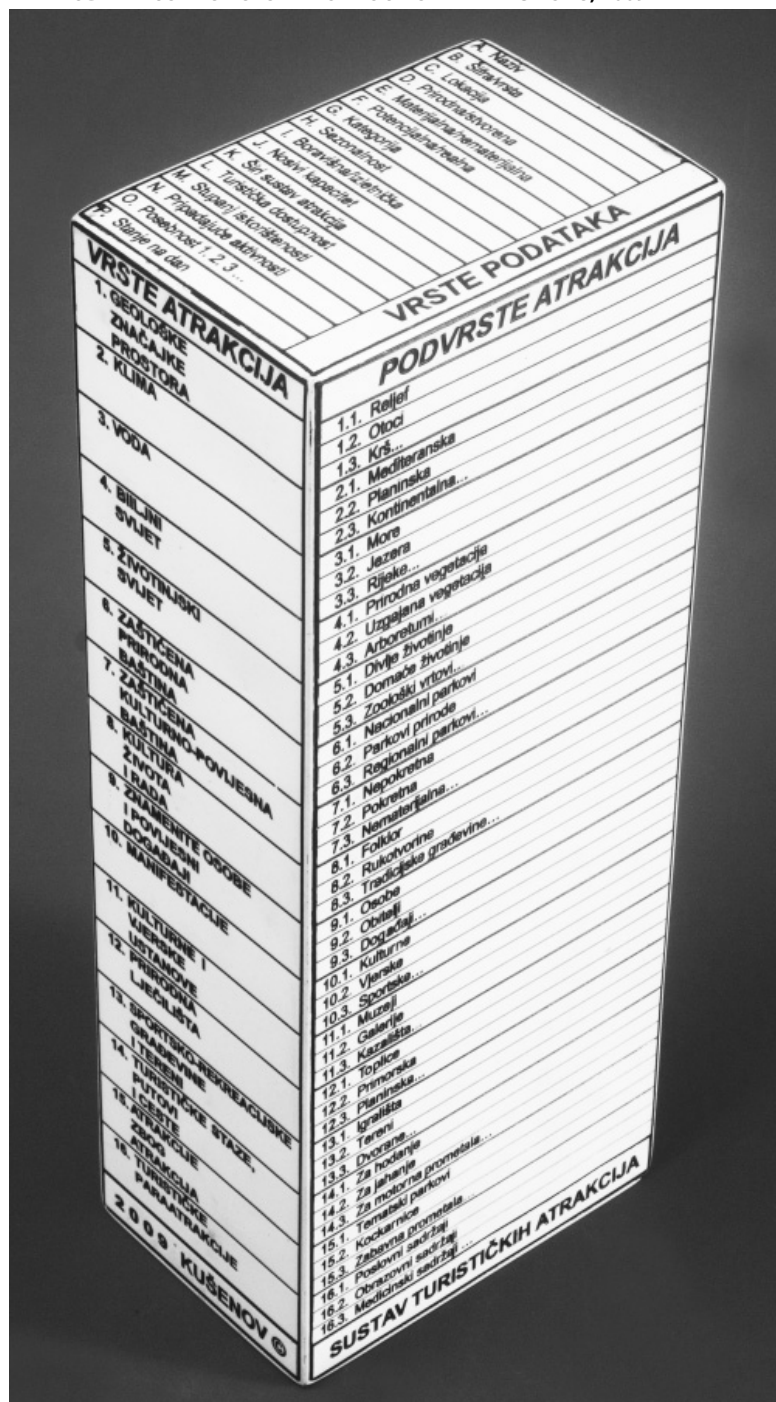 A. Naziv
B. Šifra/vrsta
C. Lokacija
D. Prirodna/stvorena
E. Materijalna/nematerijalna
F. Potencijalna/realna
G. Kategorija
H. Sezonalnost
I. Boravišna/izletnička
J. Nosivi kapacitet
K. Širi sustav atrakcija
L. Turistička dostupnost
M. Stupanj iskorištenosti
N. Pripadajuće aktivnosti
O. Posebnost 1, 2, 3 ...
P. Stanje na dan
VRSTE PODATAKA
VRSTE ATRAKCIJA
1. GEOLOŠKE
ZNAČAJKE
PROSTORA
2. KLIMA
3. VODA
4. BIILJNI
SVIJET
5. ŽIVOTINJSKI
SVIJET
6. ZAŠTIĆENA
PRIRODNA
BAŠTINA
7. ZAŠTIĆENA
KULTURNO-POVIJESNA
BAŠTINA
8. KULTURA
ŽIVOTA
I RADA
9. ZNAMENITE OSOBE
I POVIJESNI
DOGAĐAJI
10. MANIFESTACIJE
11. KULTURNE I
VJERSKE
USTANOVE
12. PRIRODNA
LJEČILIŠTA
13. SPORTSKO-REKREACIJSKE
GRAĐEVINE
I TERENI
14. TURISTIČKE STAZE,
PUTOVI
I CESTE
15. ATRAKCIJE
ZBOG
ATRAKCIJA
16. TURISTIČKE
PARAATRAKCIJE
2009 KUŠENOV ©
PODVRSTE ATRAKCIJA
1.1. Reljef
1.2. Otoci
1.3. Krš...
2.1. Mediteranska
2.2. Planinska
2.3. Kontinentalna...
3.1. More
3.2. Jezera
3.3. Rijeke...
4.1. Prirodna vegetacija
4.2. Uzgajana vegetacija
4.3. Arboretumi...
5.1. Divlje životinje
5.2. Domaće životinje
5.3. Zoološki vrtovi...
6.1. Nacionalni parkovi
6.2. Parkovi prirode
6.3. Regionalni parkovi...
7.1. Nepokretna
7.2. Pokretna
7.3. Nematerijalna...
8.1. Folklor
8.2. Rukotvorine
8.3. Tradicijske građevine...
9.1. Osobe
9.2. Obitelji
9.3. Događaji...
10.1. Kulturne
10.2. Vjerske
10.3. Sportske...
11.1. Muzeji
11.2. Galerije
11.3. Kazališta...
12.1. Toplice
12.2. Primorska
12.3. Planinska...
13.1 Igrališta
13.2. Tereni
13.3. Dvorane...
14.1. Za hodanje
14.2. Za jahanje
14.3. Za motorna prometala...
15.1. Tematski parkovi
15.2. Kockarnice
15.3. Zabavna prometala...
16.1. Poslovni sadržaji
16.2. Obrazovni sadržaji
16.3. Medicinski sadržaji ...
SUSTAV TURISTIČKIH ATRAKCIJA